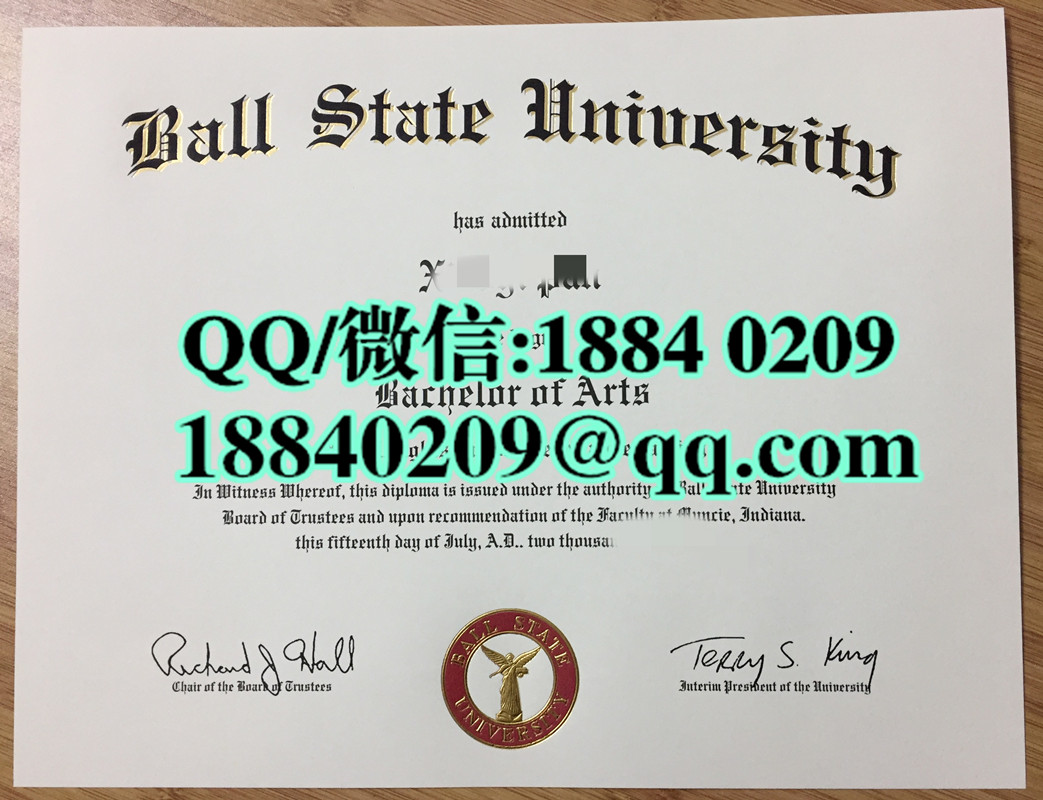 Ball State University
has admitted
QQ/微信:1884 0209
Bachelor of Arts
18840209@qq.com
In Witness Whereof, this diploma is issued under the authority Ball State University
Board of Trustees and upon recommendation of the Faculty at Muncie, Indiana.
this fifteenth day of July, A.D.. two
Richard J Hall
Terry S. King
Chair of the Board of Trustees
Interim President of the University
BALL STATE
UNIVERSITY